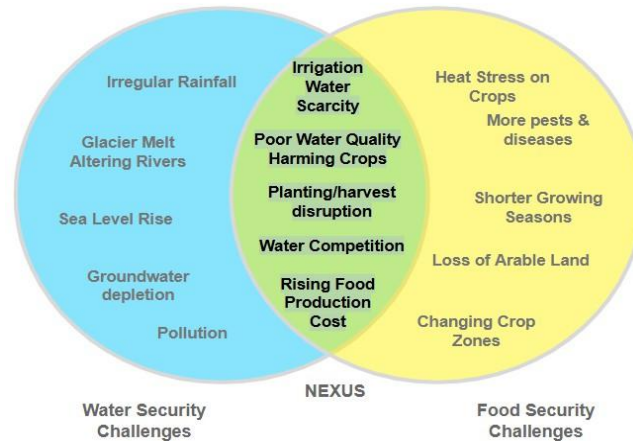 Irregular Rainfall
Glacier Melt
Altering Rivers
Sea Level Rise
Groundwater
depletion
Pollution
Irrigation
Water
Scarcity
Poor Water Quality
Harming Crops
Planting/harvest
disruption
Water Competition
Rising Food
Production
Cost
Heat Stress on
Crops
More pests &
diseases
Shorter Growing
Seasons
Loss of Arable Land
Changing Crop
Zones
NEXUS
Water Security
Challenges
Food Security
Challenges